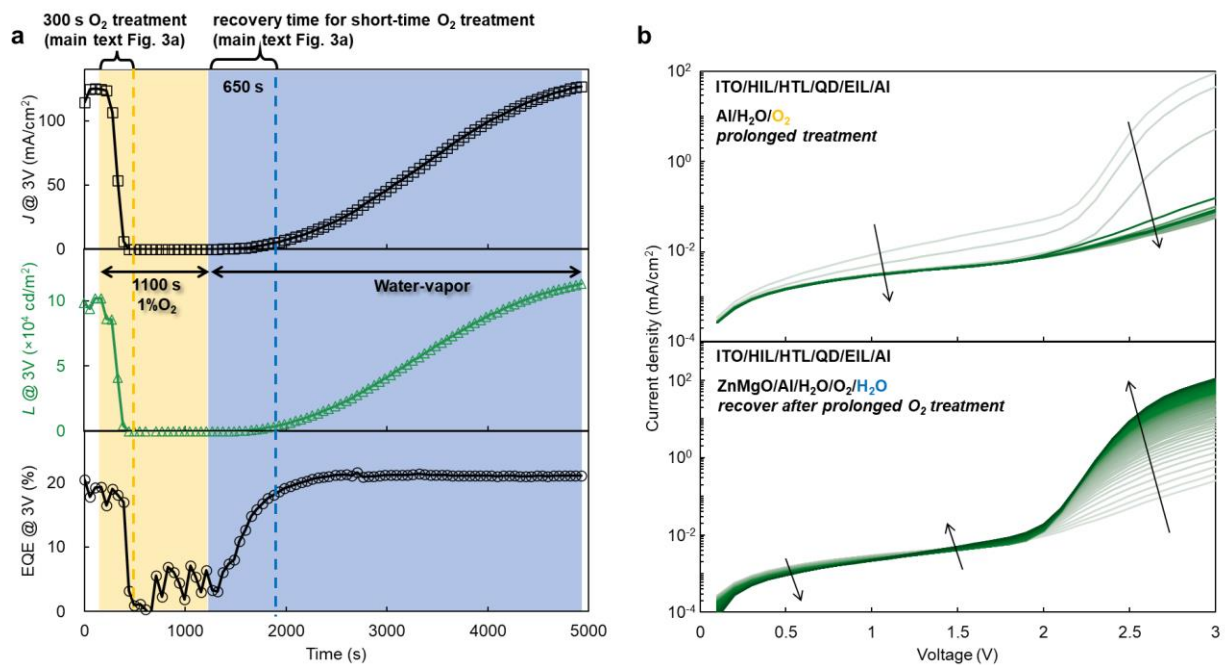 a
300 s O₂ treatment
(main text Fig. 3a)
recovery time for short-time O₂ treatment
(main text Fig. 3a)
650 s
J @ 3V (mA/cm²)
100
50
0
L @ 3V (×10⁴ cd/m²)
10
5
0
1100 s
1%O₂
Water-vapor
EQE @ 3V (%)
20
10
0
0
1000
2000
3000
4000
5000
Time (s)
b
Current density (mA/cm²)
10²
10⁰
10⁻²
10⁻⁴
ITO/HIL/HTL/QD/EIL/Al
Al/H₂O/O₂
prolonged treatment
10²
10⁰
10⁻²
10⁻⁴
ITO/HIL/HTL/QD/EIL/Al
ZnMgO/Al/H₂O/O₂/H₂O
recover after prolonged O₂ treatment
0
0.5
1
1.5
2
2.5
3
Voltage (V)